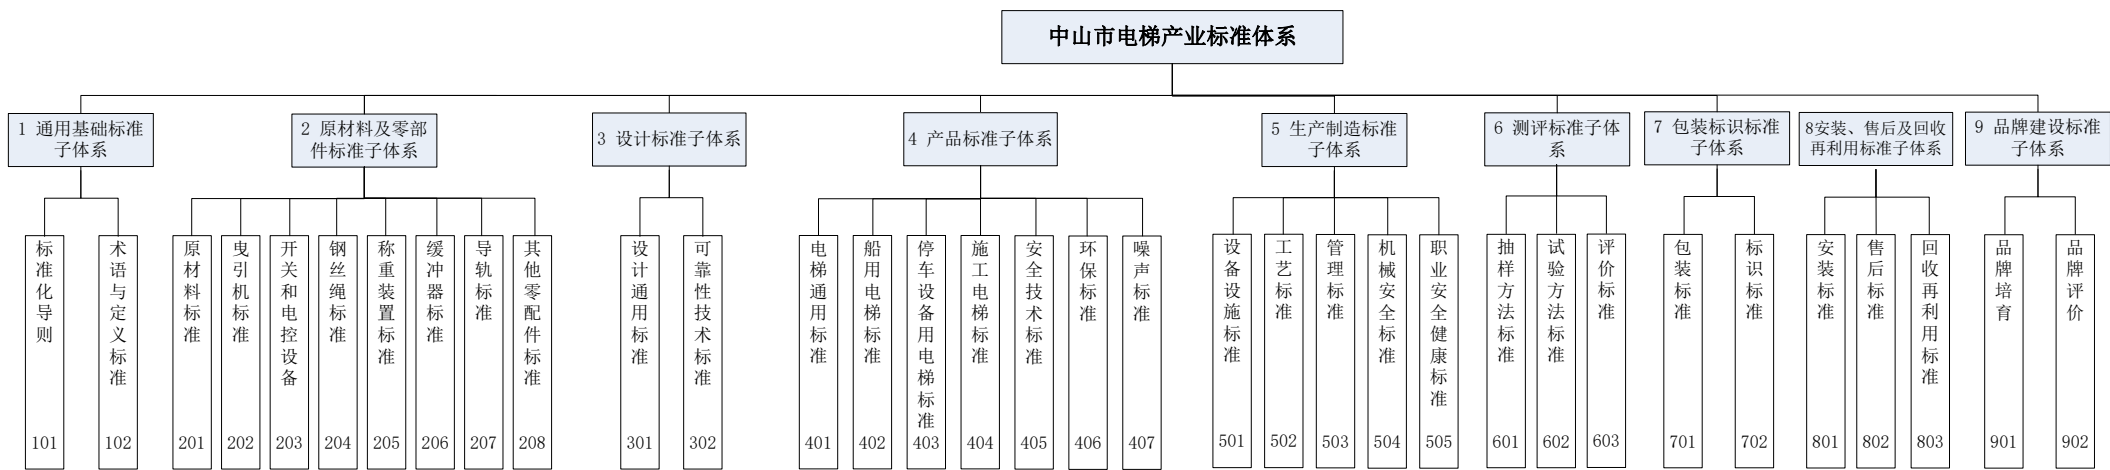 中山市电梯产业标准体系
1 通用基础标准
子体系
2 原材料及零部
件标准子体系
3 设计标准子体系
4 产品标准子体系
5 生产制造标准
子体系
6 测评标准子体
系
7 包装标识标准
子体系
8安装、售后及回收
再利用标准子体系
9 品牌建设标准
子体系
标准化导则
101
术语与定义标准
102
原材料标准
201
曳引机标准
202
开关和电控设备
203
钢丝绳标准
204
称重装置标准
205
缓冲器标准
206
导轨标准
207
其他零配件标准
208
设计通用标准
301
可靠性技术标准
302
电梯通用标准
401
船用电梯标准
402
停车设备用电梯标准
403
施工电梯标准
404
安全技术标准
405
环保标准
406
噪声标准
407
设备设施标准
501
工艺标准
502
管理标准
503
机械安全标准
504
职业安全健康标准
505
抽样方法标准
601
试验方法标准
602
评价标准
603
包装标准
701
标识标准
702
安装标准
801
售后标准
802
回收再利用标准
803
品牌培育
901
品牌评价
902